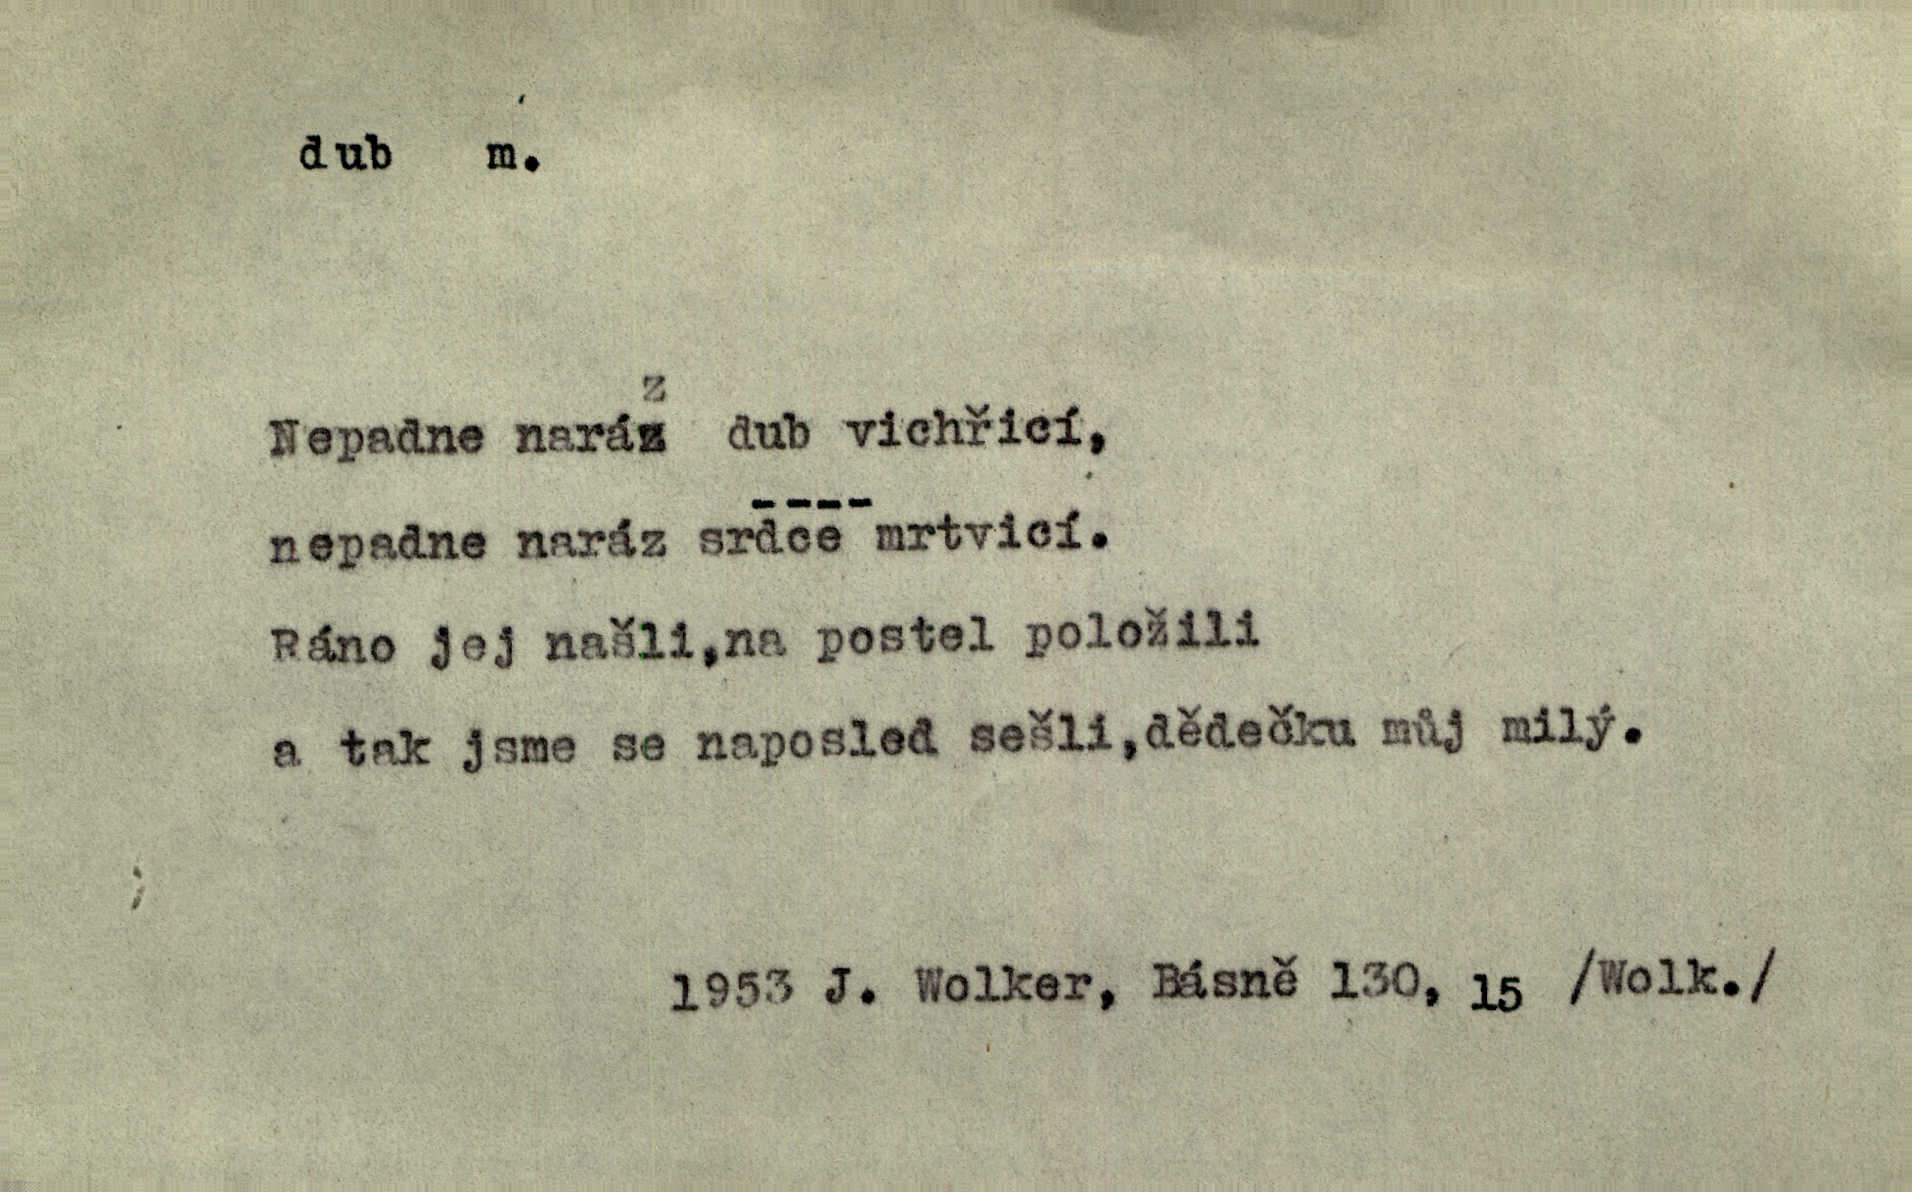 dub m.
Nepadne naráz dub vichřicí,
nepadne naráz srdce mrtvicí.
Ráno jej našli,na postel položili
a tak jsme se naposled sešli,dědečku můj milý.
1953 J. Wolker, Básně 130, 15 /Wolk./